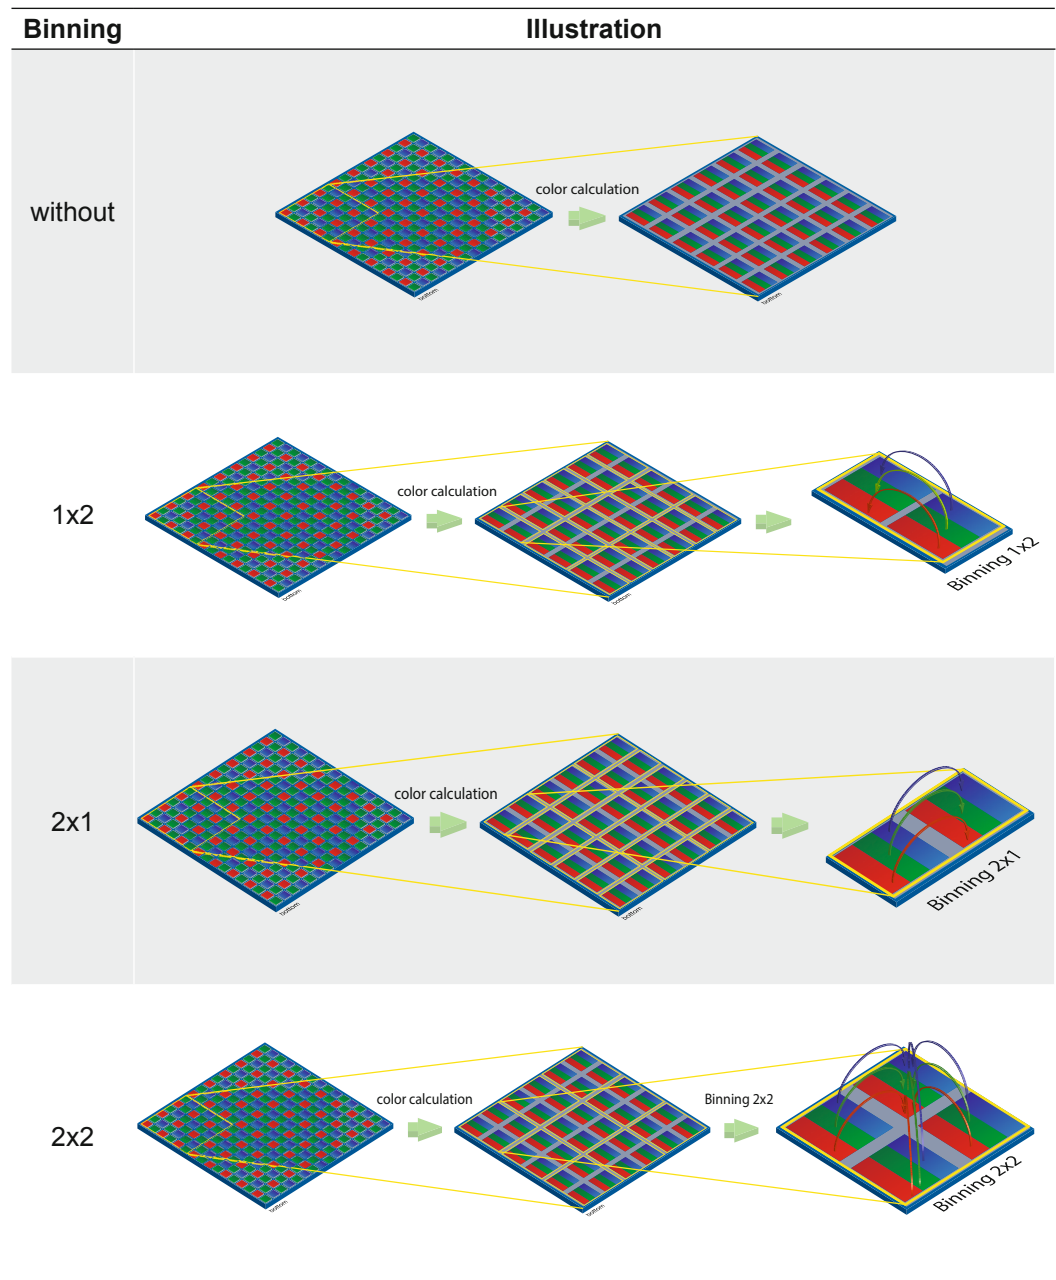 Binning Illustration
without
color calculation
bottom
bottom
1x2
color calculation
bottom
bottom
Binning 1x2
2x1
color calculation
bottom
bottom
Binning 2x1
2x2
color calculation
Binning 2x2
bottom
bottom
Binning 2x2